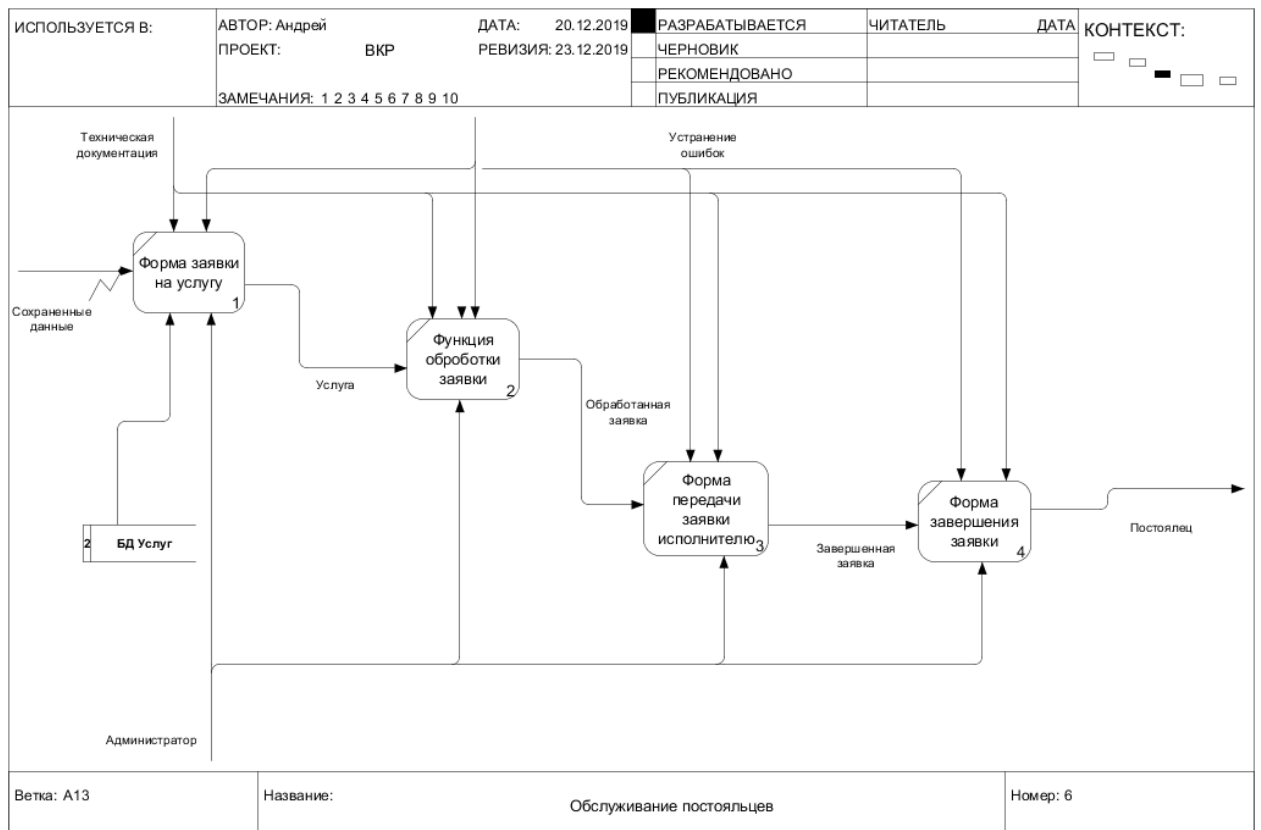 ИСПОЛЬЗУЕТСЯ В:
АВТОР: Андрей
ДАТА: 20.12.2019
РАЗРАБАТЫВАЕТСЯ
ЧИТАТЕЛЬ
ДАТА
КОНТЕКСТ:
ПРОЕКТ: ВКР
РЕВИЗИЯ: 23.12.2019
ЧЕРНОВИК
РЕКОМЕНДОВАНО
ЗАМЕЧАНИЯ: 1 2 3 4 5 6 7 8 9 10
ПУБЛИКАЦИЯ
Техническая
документация
Устранение
ошибок
Форма заявки
на услугу
1
Сохраненные
данные
Функция
обработки
заявки
2
Услуга
Обработанная
заявка
Форма
передачи
заявки
исполнителю
3
Форма
завершения
заявки
4
Завершенная
заявка
Постоялец
2 БД Услуг
Администратор
Ветка: A13
Название:
Обслуживание постояльцев
Номер: 6